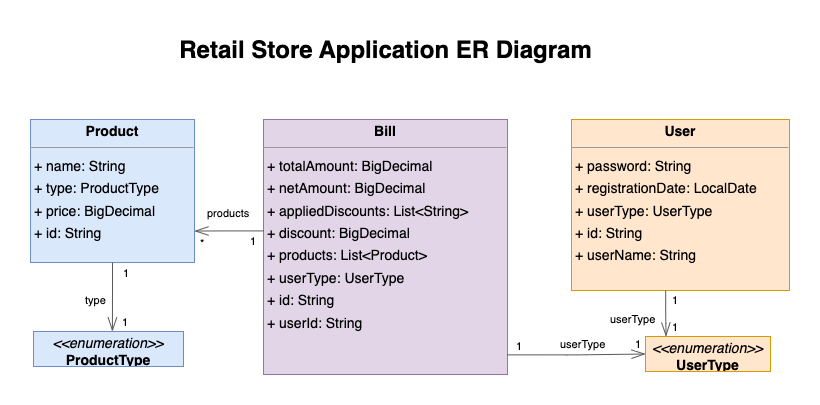 Retail Store Application ER Diagram
Product
+ name: String
+ type: ProductType
+ price: BigDecimal
+ id: String
products
*
1
Bill
+ totalAmount: BigDecimal
+ netAmount: BigDecimal
+ appliedDiscounts: List<String>
+ discount: BigDecimal
+ products: List<Product>
+ userType: UserType
+ id: String
+ userId: String
User
+ password: String
+ registrationDate: LocalDate
+ userType: UserType
+ id: String
+ userName: String
1
type
1
<<enumeration>>
ProductType
1
userType
1
1
userType
1
<<enumeration>>
UserType